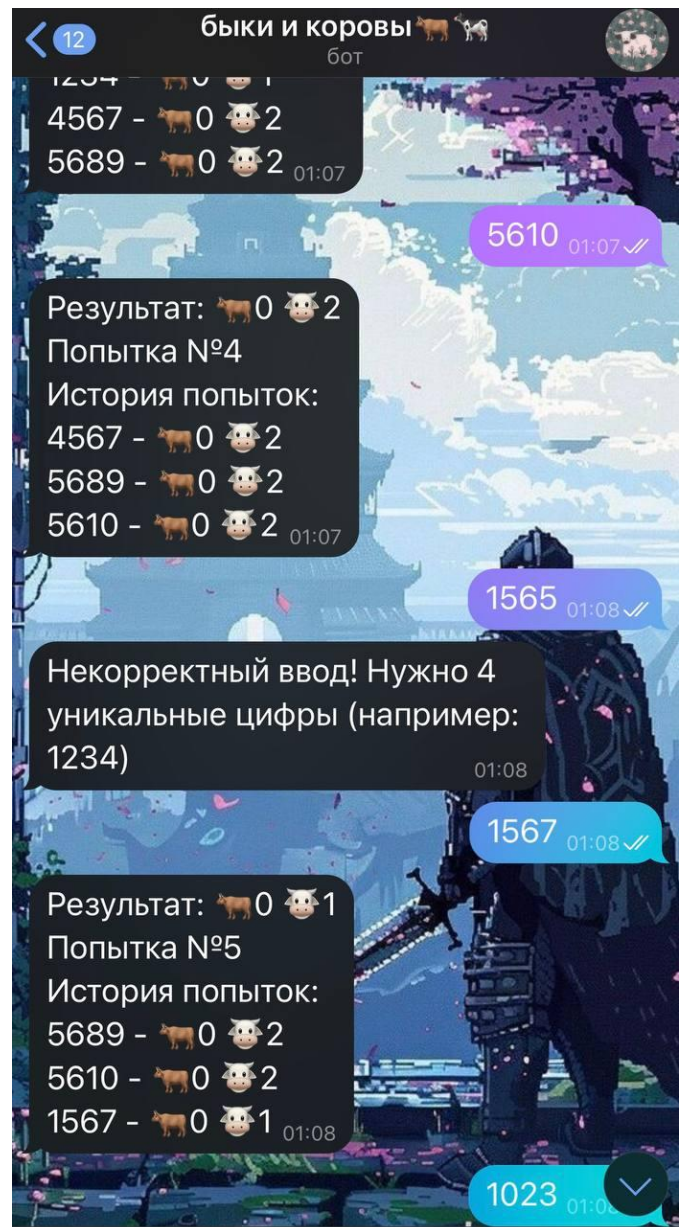 12
быки и коровы🐂🐄
бот
1234 - 🐂0 🐮1
4567 - 🐂0 🐮2
5689 - 🐂0 🐮2 01:07
5610 01:07
Результат: 🐂0 🐮2
Попытка №4
История попыток:
4567 - 🐂0 🐮2
5689 - 🐂0 🐮2
5610 - 🐂0 🐮2 01:07
1565 01:08
Некорректный ввод! Нужно 4
уникальные цифры (например:
1234)
01:08
1567 01:08
Результат: 🐂0 🐮1
Попытка №5
История попыток:
5689 - 🐂0 🐮2
5610 - 🐂0 🐮2
1567 - 🐂0 🐮1 01:08
1023